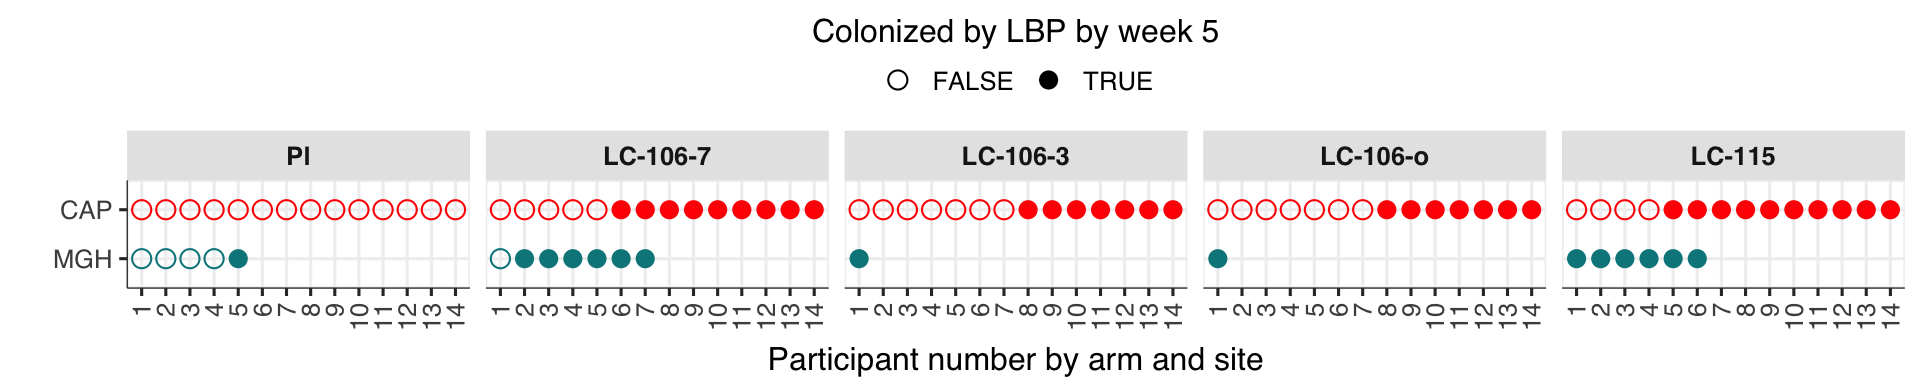 Colonized by LBP by week 5
FALSE TRUE
PI LC-106-7 LC-106-3 LC-106-o LC-115
CAP
MGH
1 2 3 4 5 6 7 8 9 10 11 12 13 14 1 2 3 4 5 6 7 8 9 10 11 12 13 14 1 2 3 4 5 6 7 8 9 10 11 12 13 14 1 2 3 4 5 6 7 8 9 10 11 12 13 14 1 2 3 4 5 6 7 8 9 10 11 12 13 14
Participant number by arm and site